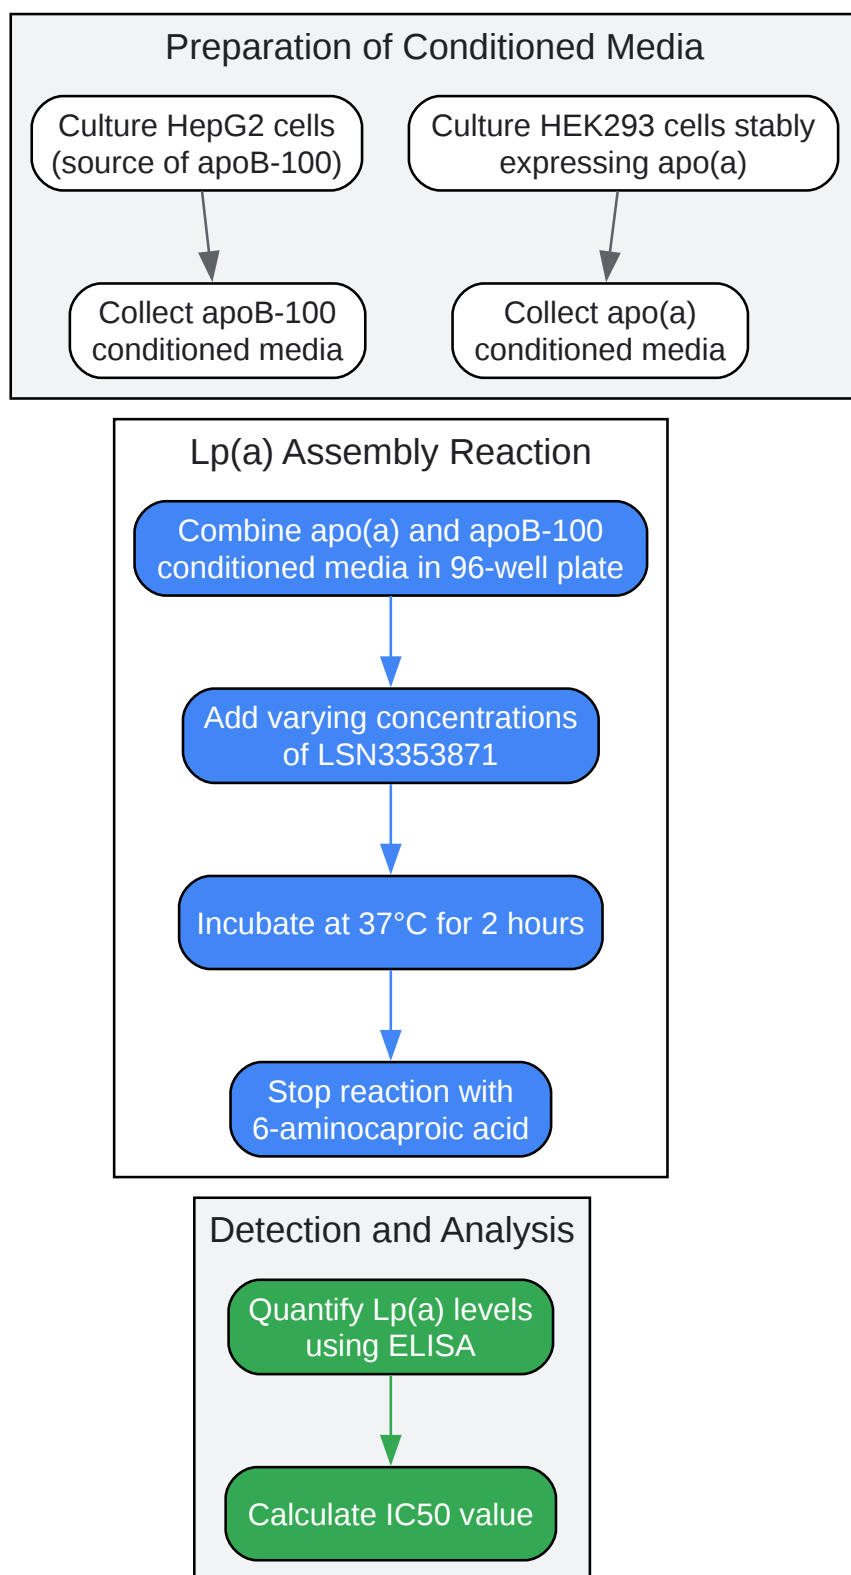 Preparation of Conditioned Media
Culture HepG2 cells
(source of apoB-100)
Culture HEK293 cells stably
expressing apo(a)
Collect apoB-100
conditioned media
Collect apo(a)
conditioned media
Lp(a) Assembly Reaction
Combine apo(a) and apoB-100
conditioned media in 96-well plate
Add varying concentrations
of LSN3353871
Incubate at 37°C for 2 hours
Stop reaction with
6-aminocaproic acid
Detection and Analysis
Quantify Lp(a) levels
using ELISA
Calculate IC50 value